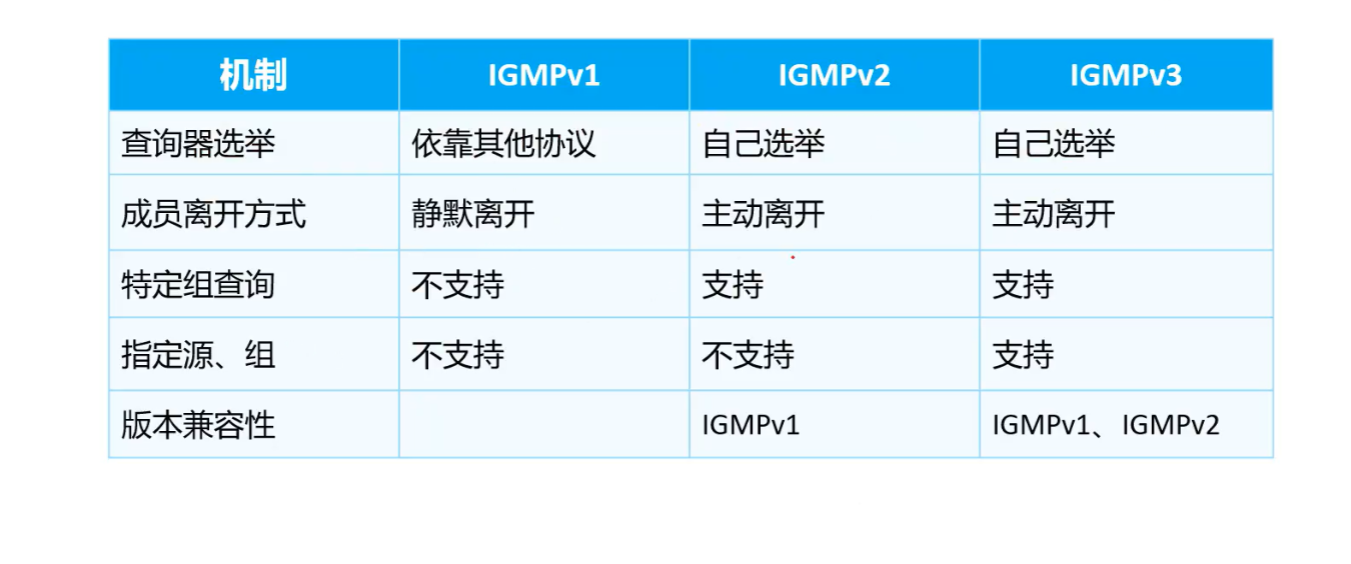 机制 IGMPv1 IGMPv2 IGMPv3
查询器选举 依靠其他协议 自己选举 自己选举
成员离开方式 静默离开 主动离开 主动离开
特定组查询 不支持 支持 支持
指定源、组 不支持 不支持 支持
版本兼容性 IGMPv1 IGMPv1、IGMPv2